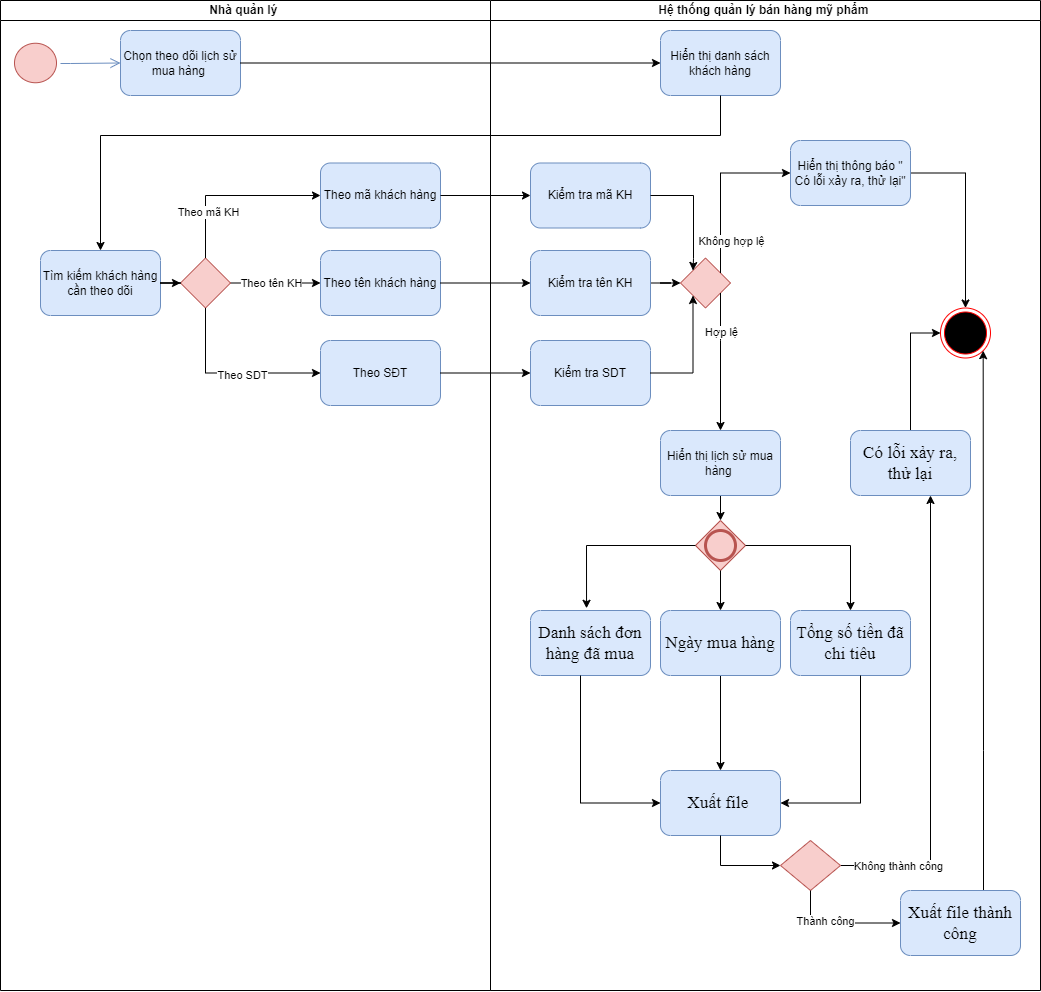 Nhà quản lý
Hệ thống quản lý bán hàng mỹ phẩm
Chọn theo dõi lịch sử
mua hàng
Hiển thị danh sách
khách hàng
Hiển thị thông báo "
Có lỗi xảy ra, thử lại"
Theo mã KH
Theo mã khách hàng
Kiểm tra mã KH
Không hợp lệ
Tìm kiếm khách hàng
cần theo dõi
Theo tên KH
Theo tên khách hàng
Kiểm tra tên KH
Hợp lệ
Theo SDT
Theo SĐT
Kiểm tra SDT
Hiển thị lịch sử mua
hàng
Có lỗi xảy ra,
thử lại
Danh sách đơn
hàng đã mua
Ngày mua hàng
Tổng số tiền đã
chi tiêu
Xuất file
Không thành công
Thành công
Xuất file thành
công